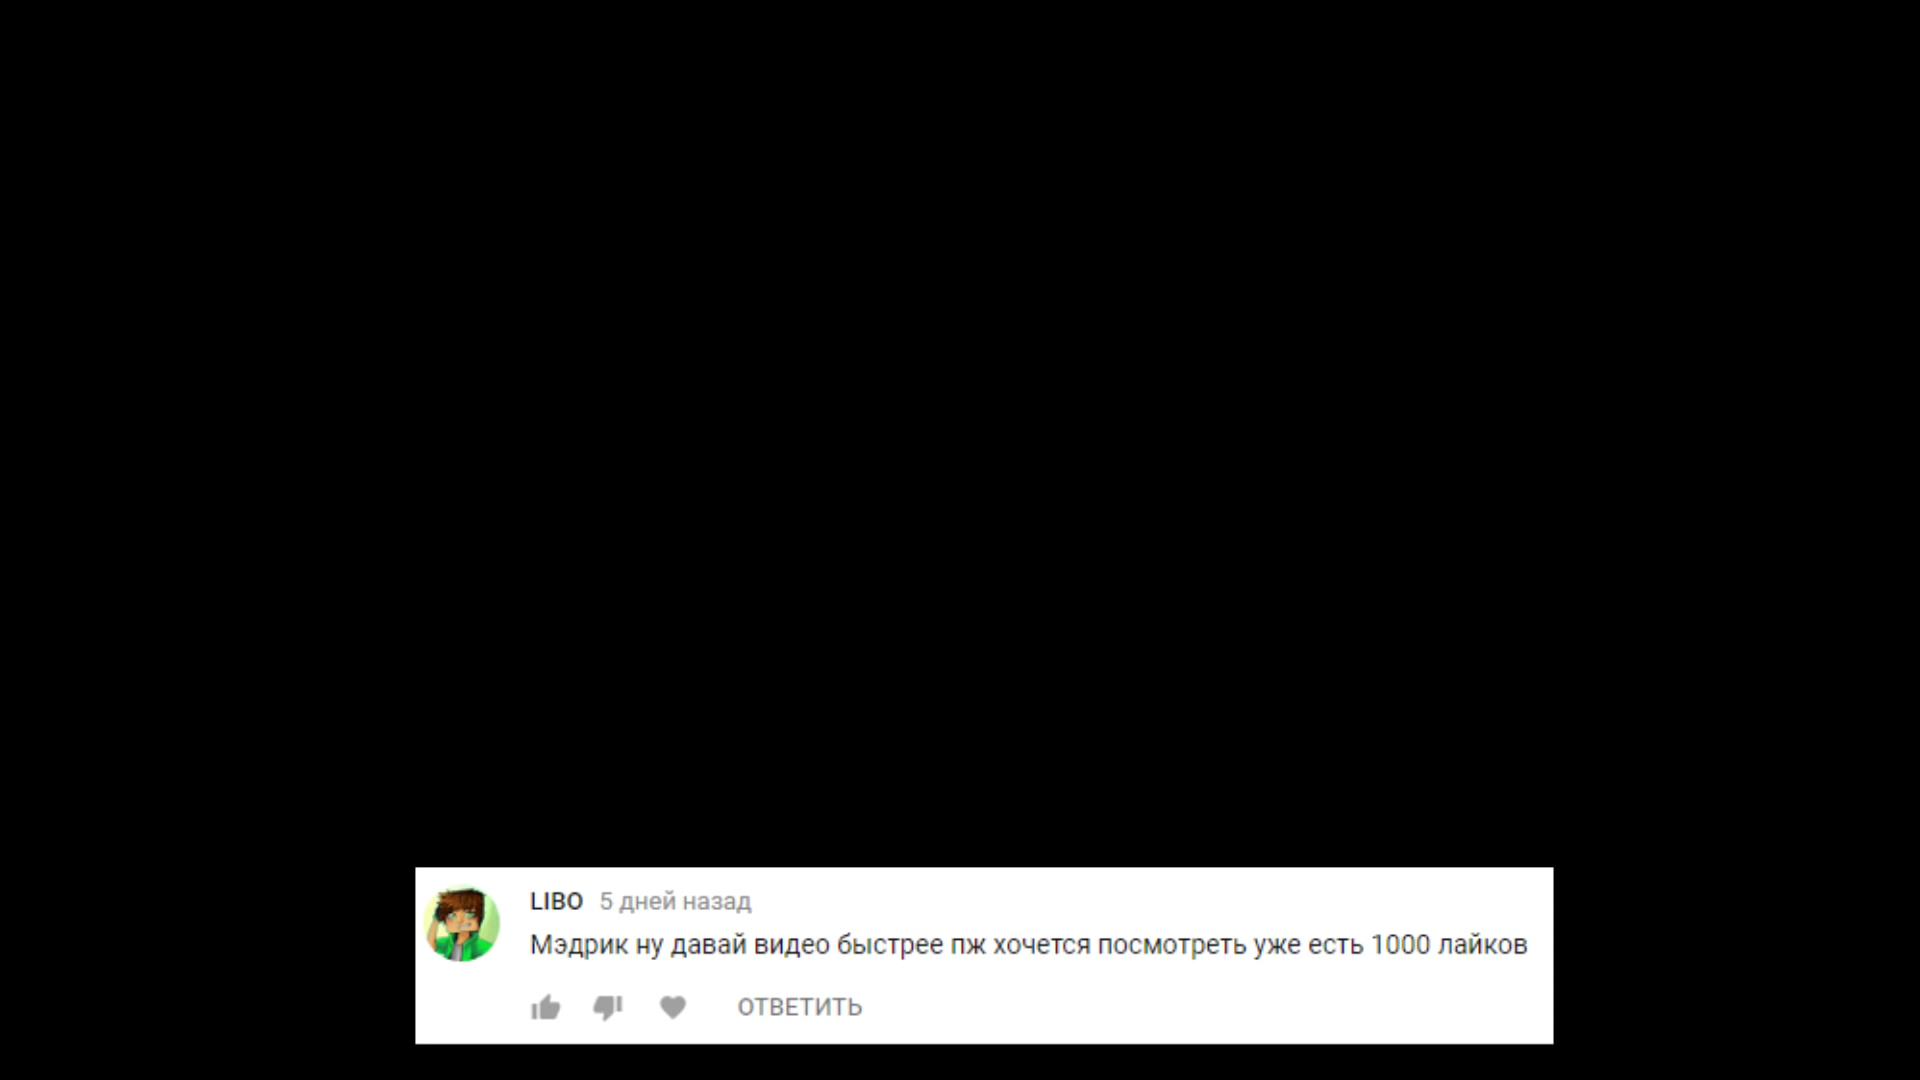 LIBO 5 дней назад
Мэдрик ну давай видео быстрее пж хочется посмотреть уже есть 1000 лайков
ОТВЕТИТЬ